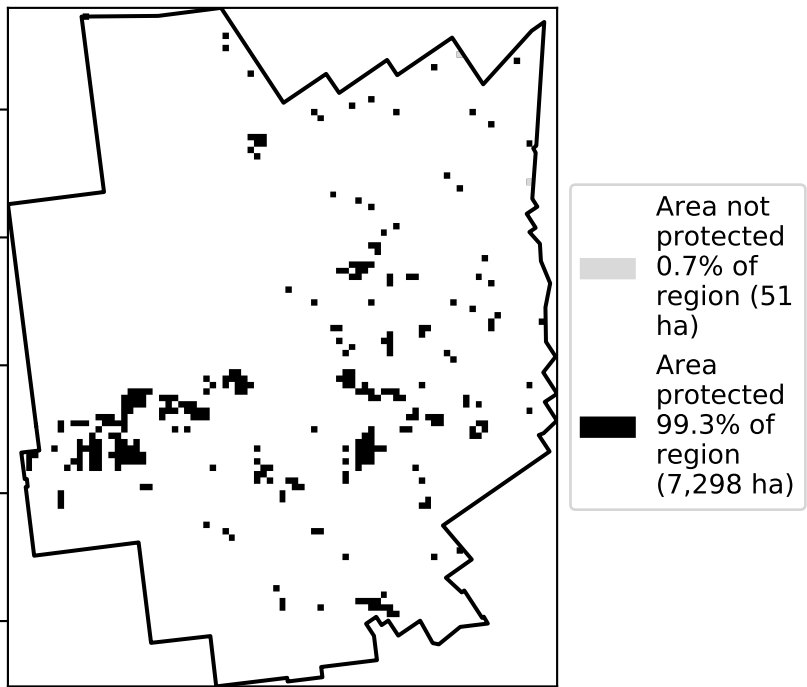 Area not
protected
0.7% of
region (51
ha)
Area
protected
99.3% of
region
(7,298 ha)